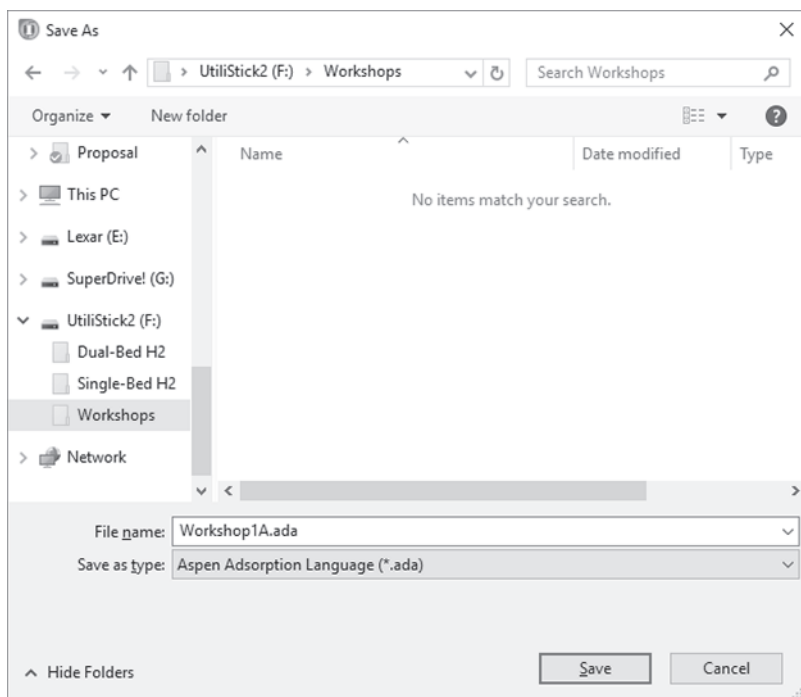 Save As
UtiliStick2 (F:) > Workshops
Search Workshops
Organize
New folder
Proposal
This PC
Lexar (E:)
SuperDrive! (G:)
UtiliStick2 (F:)
Dual-Bed H2
Single-Bed H2
Workshops
Network
Name
Date modified
Type
No items match your search.
File name: Workshop1A.ada
Save as type: Aspen Adsorption Language (*.ada)
Hide Folders
Save
Cancel